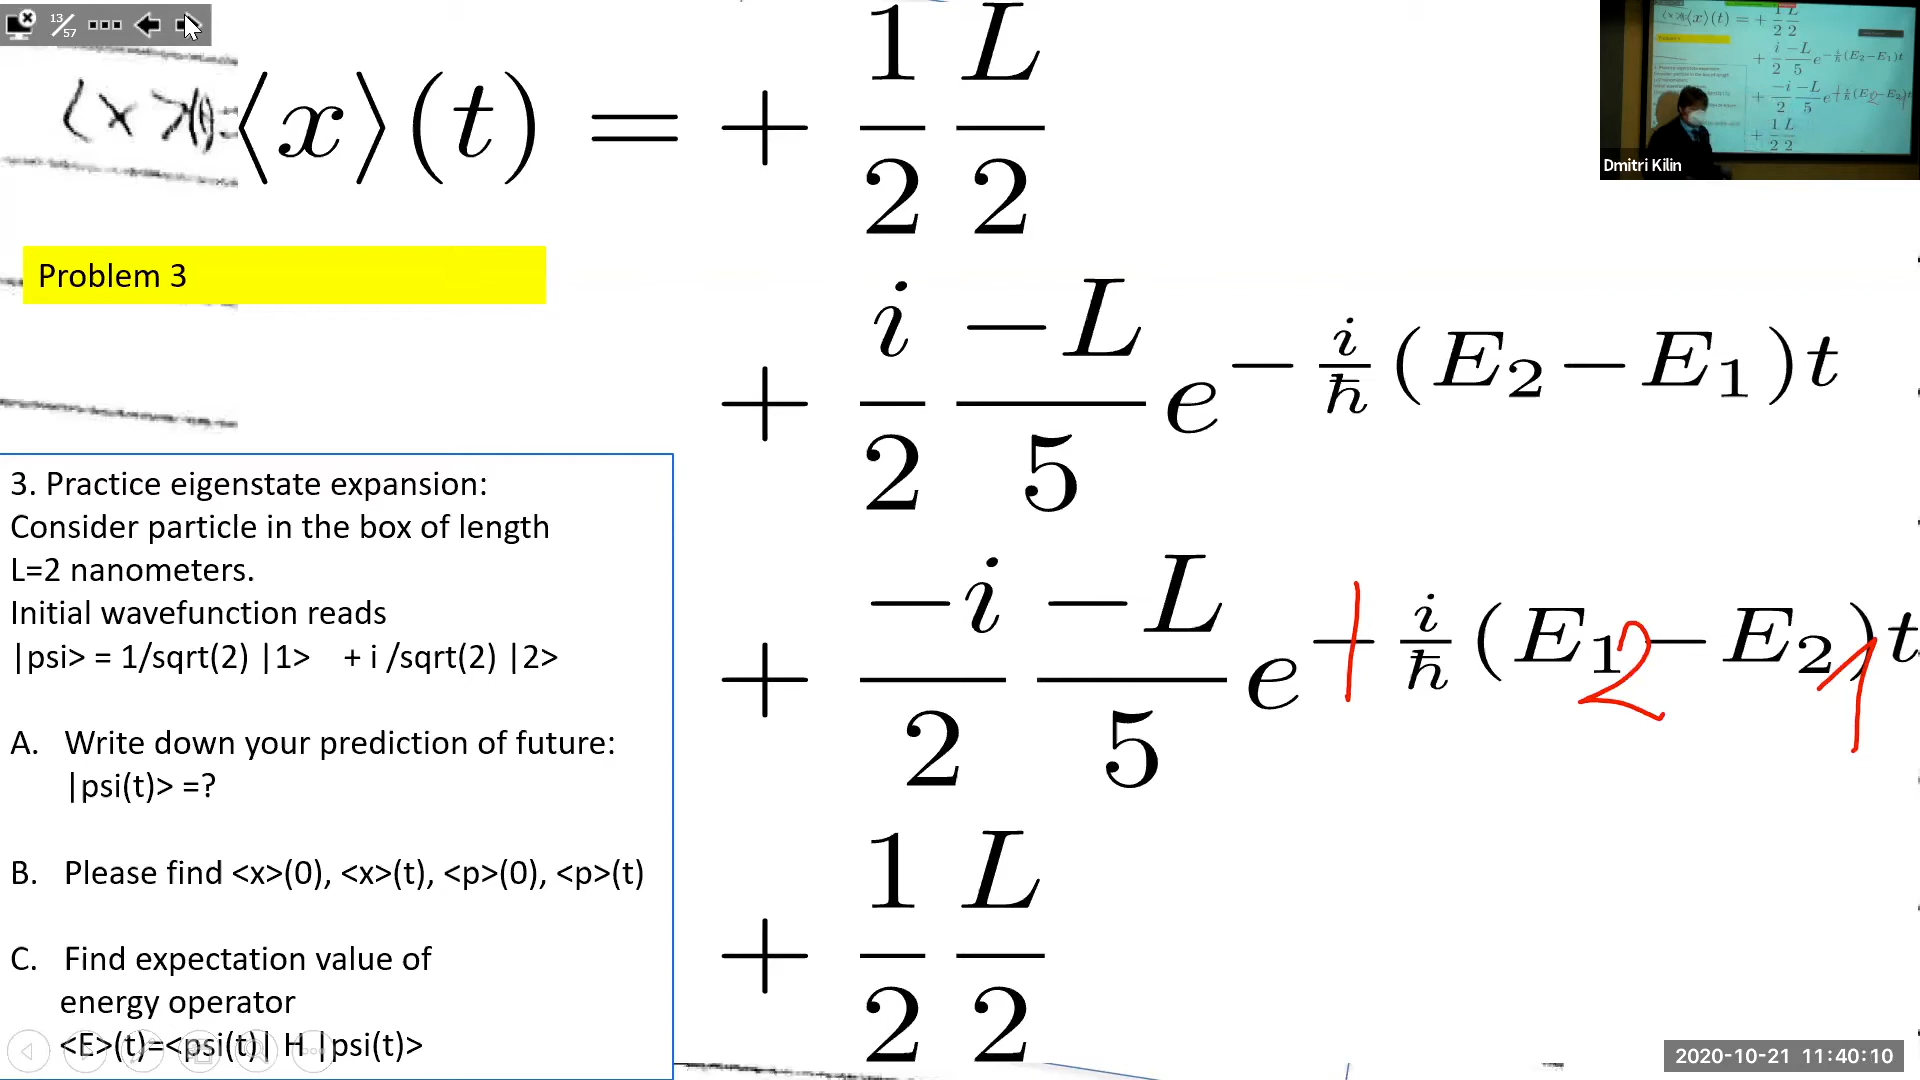 13/57
<x>(t)=
⟨x⟩(t) = + 1/2 L/2
+ i/2 -L/5 e^{-i/ħ (E₂-E₁)t}
+ -i/2 -L/5 e^{-i/ħ (E₁-E₂)t}
+ 2 1
+ 1/2 L/2
Problem 3
3. Practice eigenstate expansion:
Consider particle in the box of length
L=2 nanometers.
Initial wavefunction reads
|psi> = 1/sqrt(2) |1> + i /sqrt(2) |2>
A. Write down your prediction of future:
|psi(t)> =?
B. Please find <x>(0), <x>(t), <p>(0), <p>(t)
C. Find expectation value of
energy operator
<E>(t)=<psi(t)| H |psi(t)>
Dmitri Kilin
2020-10-21 11:40:10